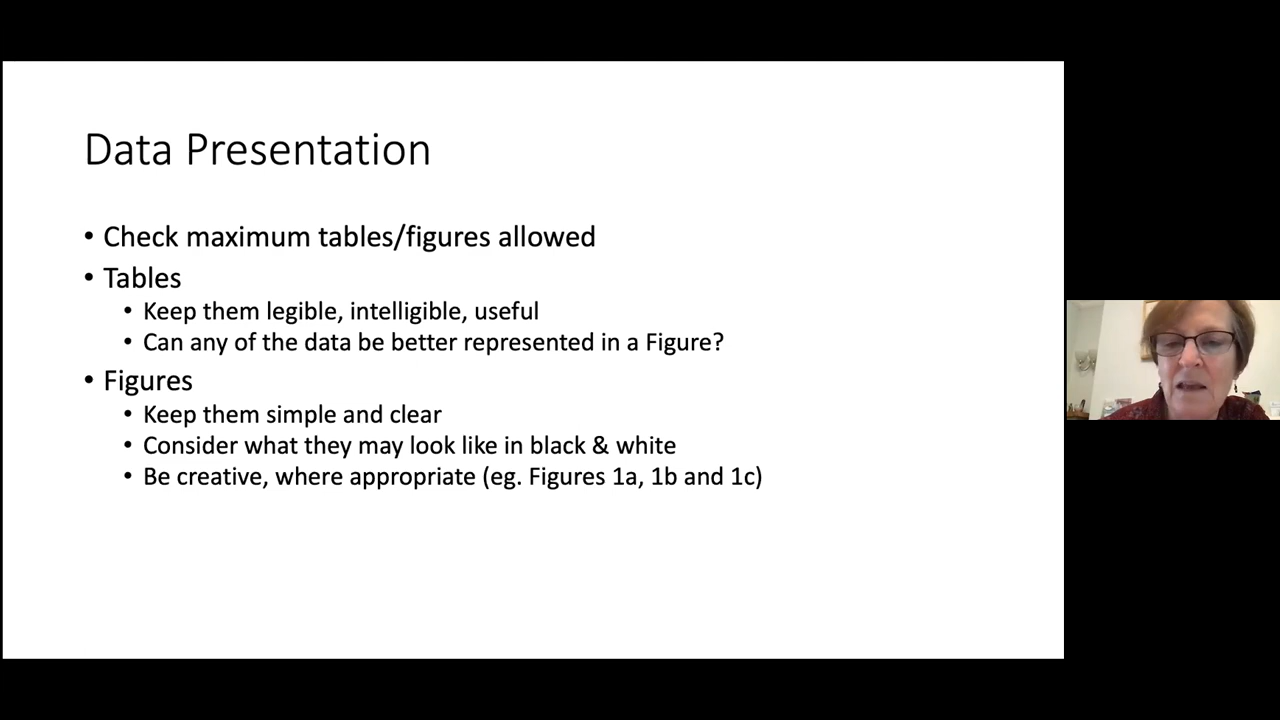 Data Presentation
• Check maximum tables/figures allowed
• Tables
• Keep them legible, intelligible, useful
• Can any of the data be better represented in a Figure?
• Figures
• Keep them simple and clear
• Consider what they may look like in black & white
• Be creative, where appropriate (eg. Figures 1a, 1b and 1c)